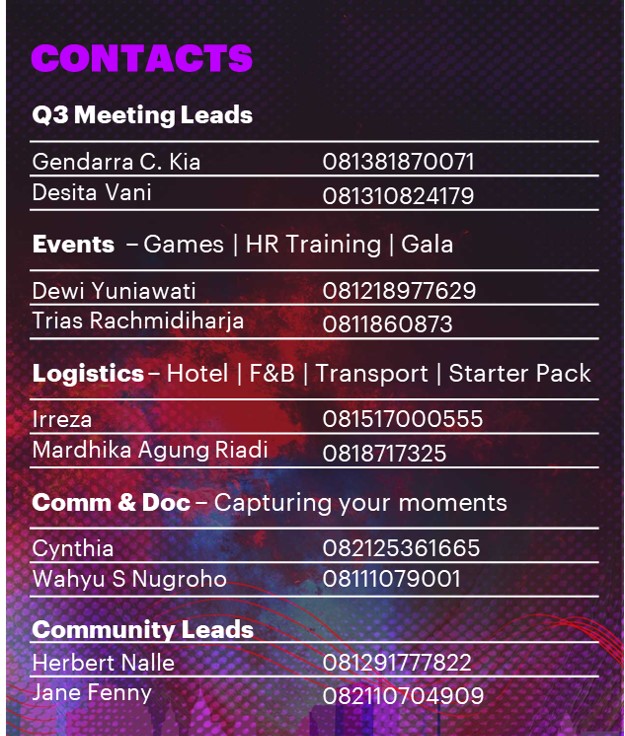 CONTACTS
Q3 Meeting Leads
Gendarra C. Kia 081381870071
Desita Vani 081310824179
Events – Games | HR Training | Gala
Dewi Yuniawati 081218977629
Trias Rachmidiharja 0811860873
Logistics – Hotel | F&B | Transport | Starter Pack
Irreza 081517000555
Mardhika Agung Riadi 0818717325
Comm & Doc – Capturing your moments
Cynthia 082125361665
Wahyu S Nugroho 08111079001
Community Leads
Herbert Nalle 081291777822
Jane Fenny 082110704909